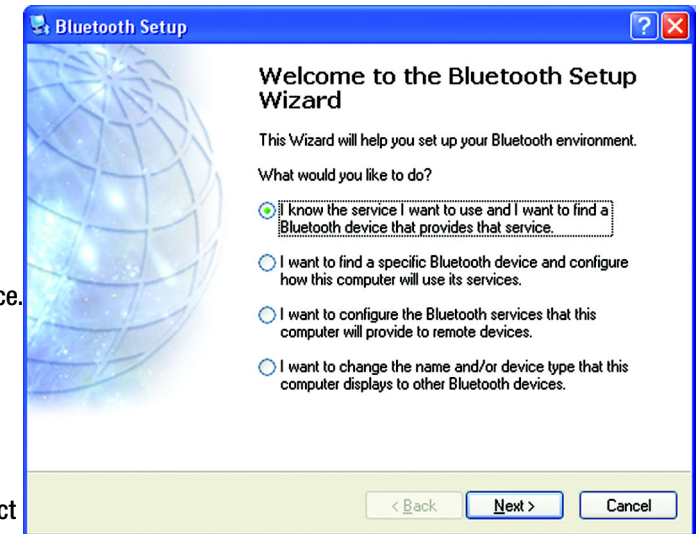 Bluetooth Setup
Welcome to the Bluetooth Setup
Wizard
This Wizard will help you set up your Bluetooth environment.
What would you like to do?
I know the service I want to use and I want to find a
Bluetooth device that provides that service.
I want to find a specific Bluetooth device and configure
how this computer will use its services.
I want to configure the Bluetooth services that this
computer will provide to remote devices.
I want to change the name and/or device type that this
computer displays to other Bluetooth devices.
< Back
Next >
Cancel